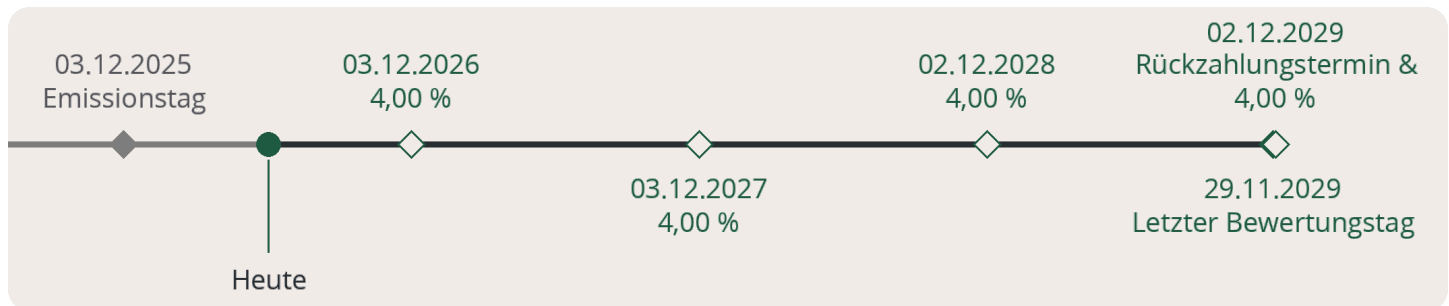 03.12.2025
Emissionstag
03.12.2026
4,00 %
03.12.2027
4,00 %
02.12.2028
4,00 %
02.12.2029
Rückzahlungstermin &
4,00 %
29.11.2029
Letzter Bewertungstag
Heute